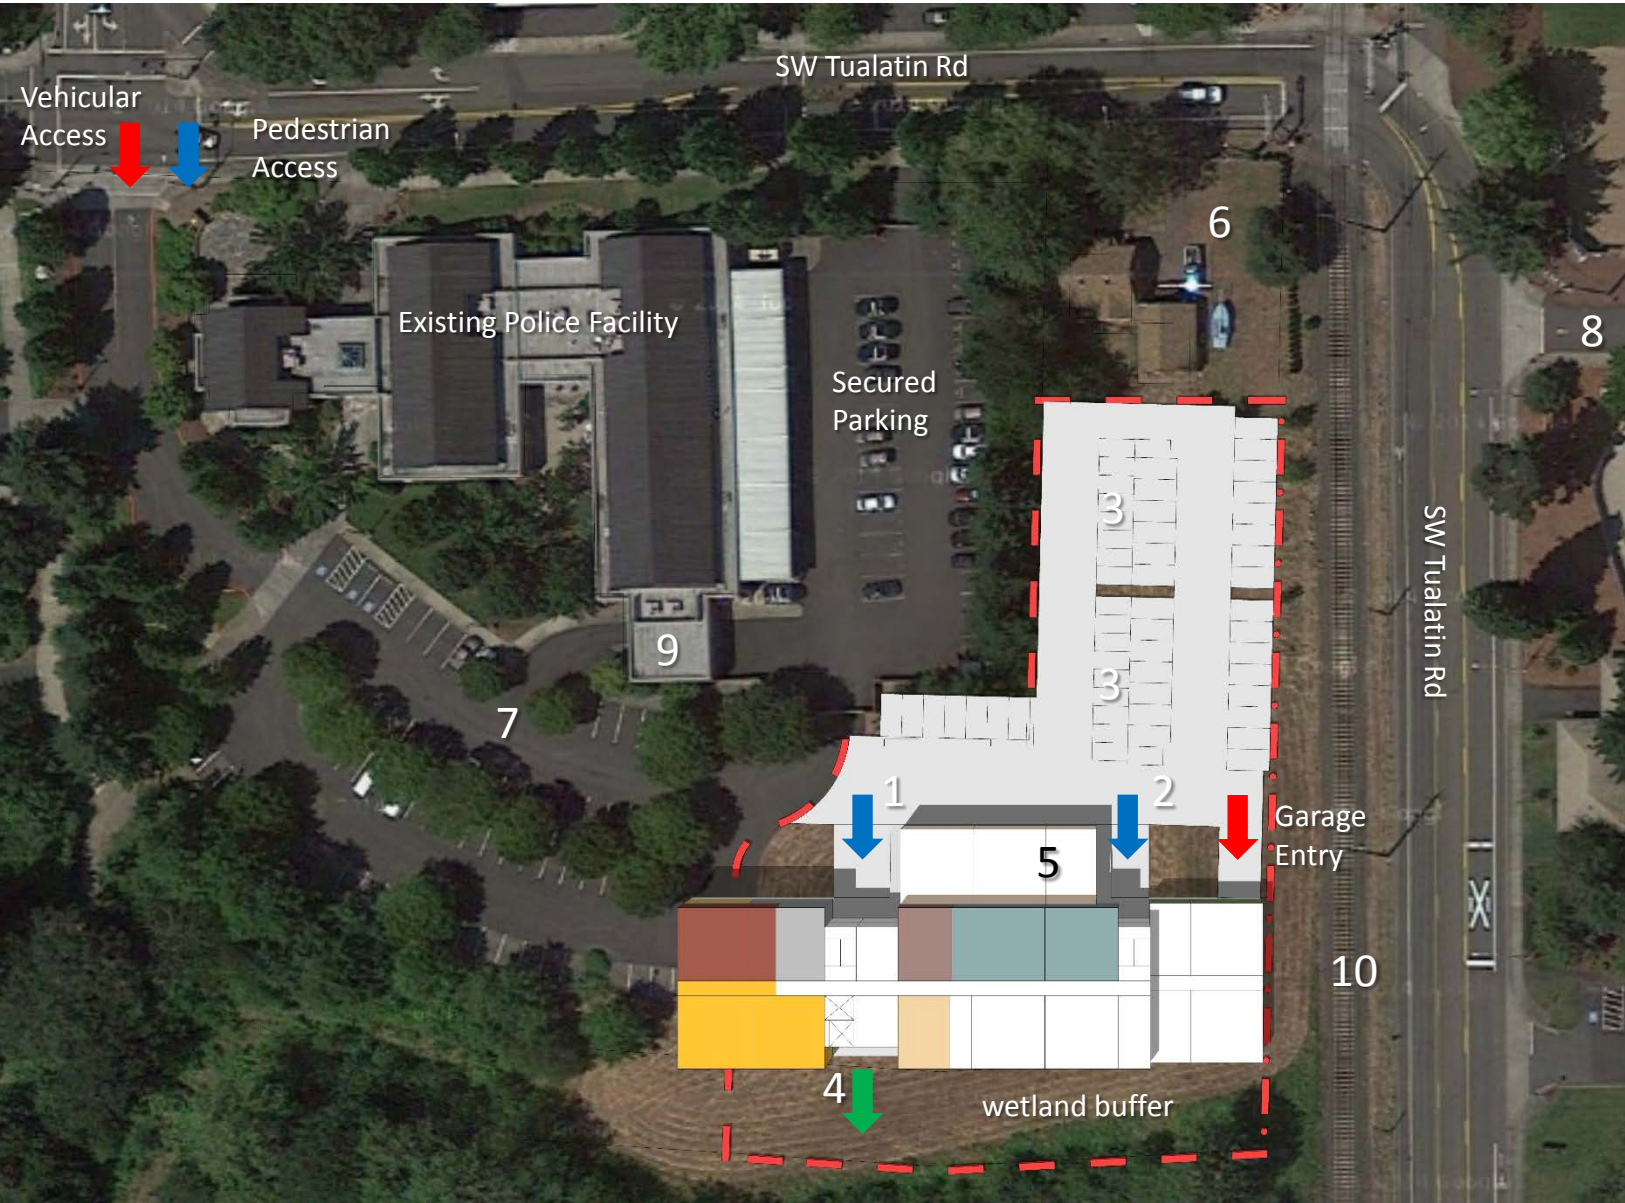 SW Tualatin Rd
Vehicular
Access
Pedestrian
Access
6
Existing Police Facility
8
Secured
Parking
3
SW Tualatin Rd
9
3
7
1
2
Garage
Entry
5
10
4
wetland buffer